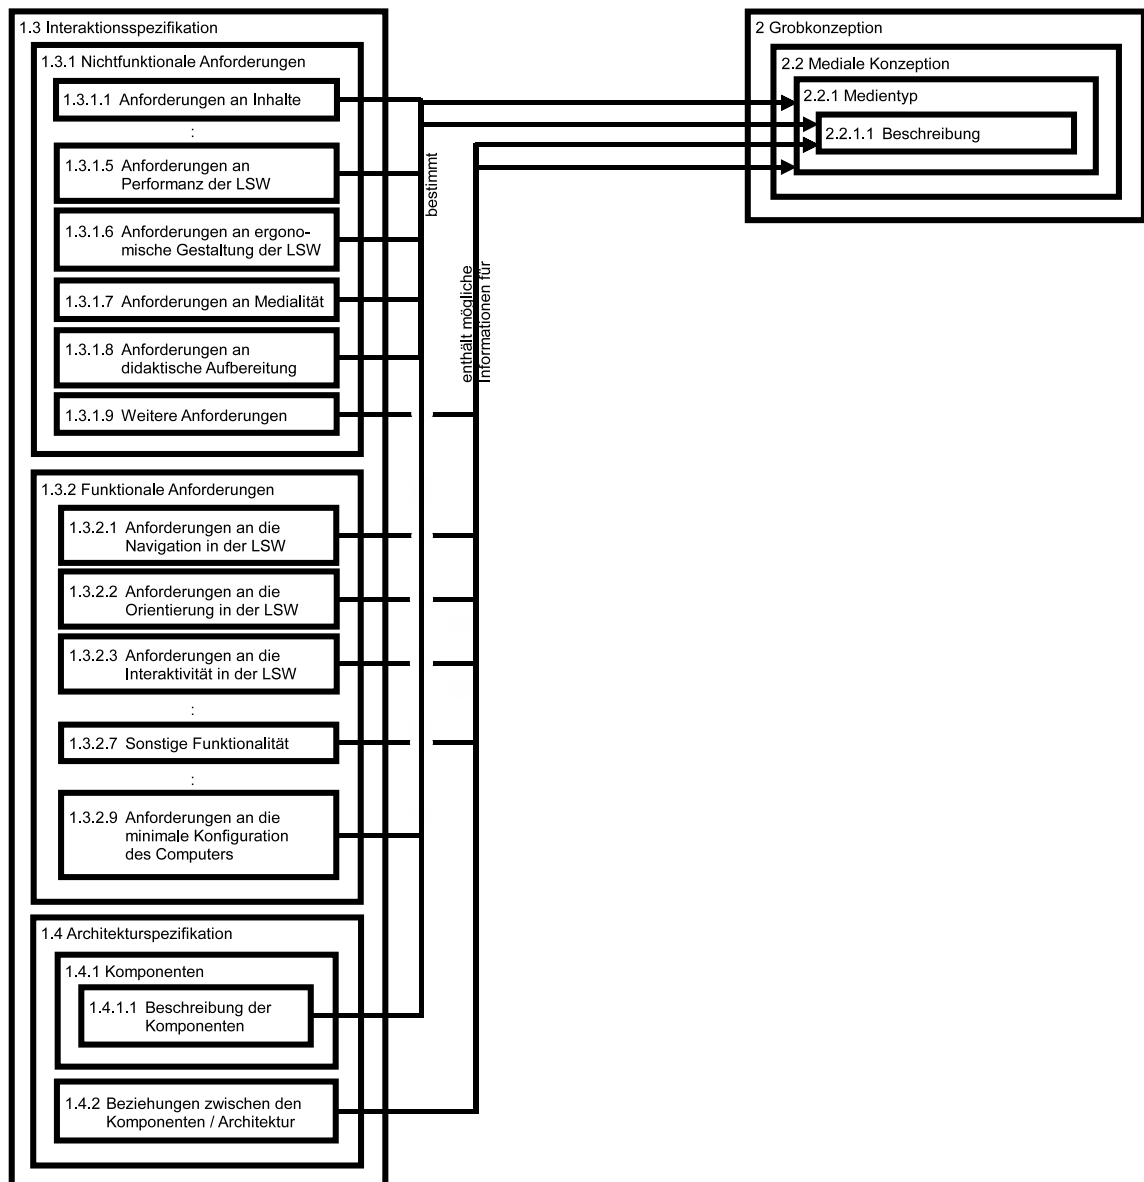 1.3 Interaktionsspezifikation
1.3.1 Nichtfunktionale Anforderungen
1.3.1.1 Anforderungen an Inhalte
:
1.3.1.5 Anforderungen an
Performanz der LSW
1.3.1.6 Anforderungen an ergono-
mische Gestaltung der LSW
1.3.1.7 Anforderungen an Medialität
1.3.1.8 Anforderungen an
didaktische Aufbereitung
1.3.1.9 Weitere Anforderungen
1.3.2 Funktionale Anforderungen
1.3.2.1 Anforderungen an die
Navigation in der LSW
1.3.2.2 Anforderungen an die
Orientierung in der LSW
1.3.2.3 Anforderungen an die
Interaktivität in der LSW
:
1.3.2.7 Sonstige Funktionalität
:
1.3.2.9 Anforderungen an die
minimale Konfiguration
des Computers
1.4 Architekturspezifikation
1.4.1 Komponenten
1.4.1.1 Beschreibung der
Komponenten
1.4.2 Beziehungen zwischen den
Komponenten / Architektur
bestimmt
enthält mögliche
Informationen für
2 Grobkonzeption
2.2 Mediale Konzeption
2.2.1 Medientyp
2.2.1.1 Beschreibung